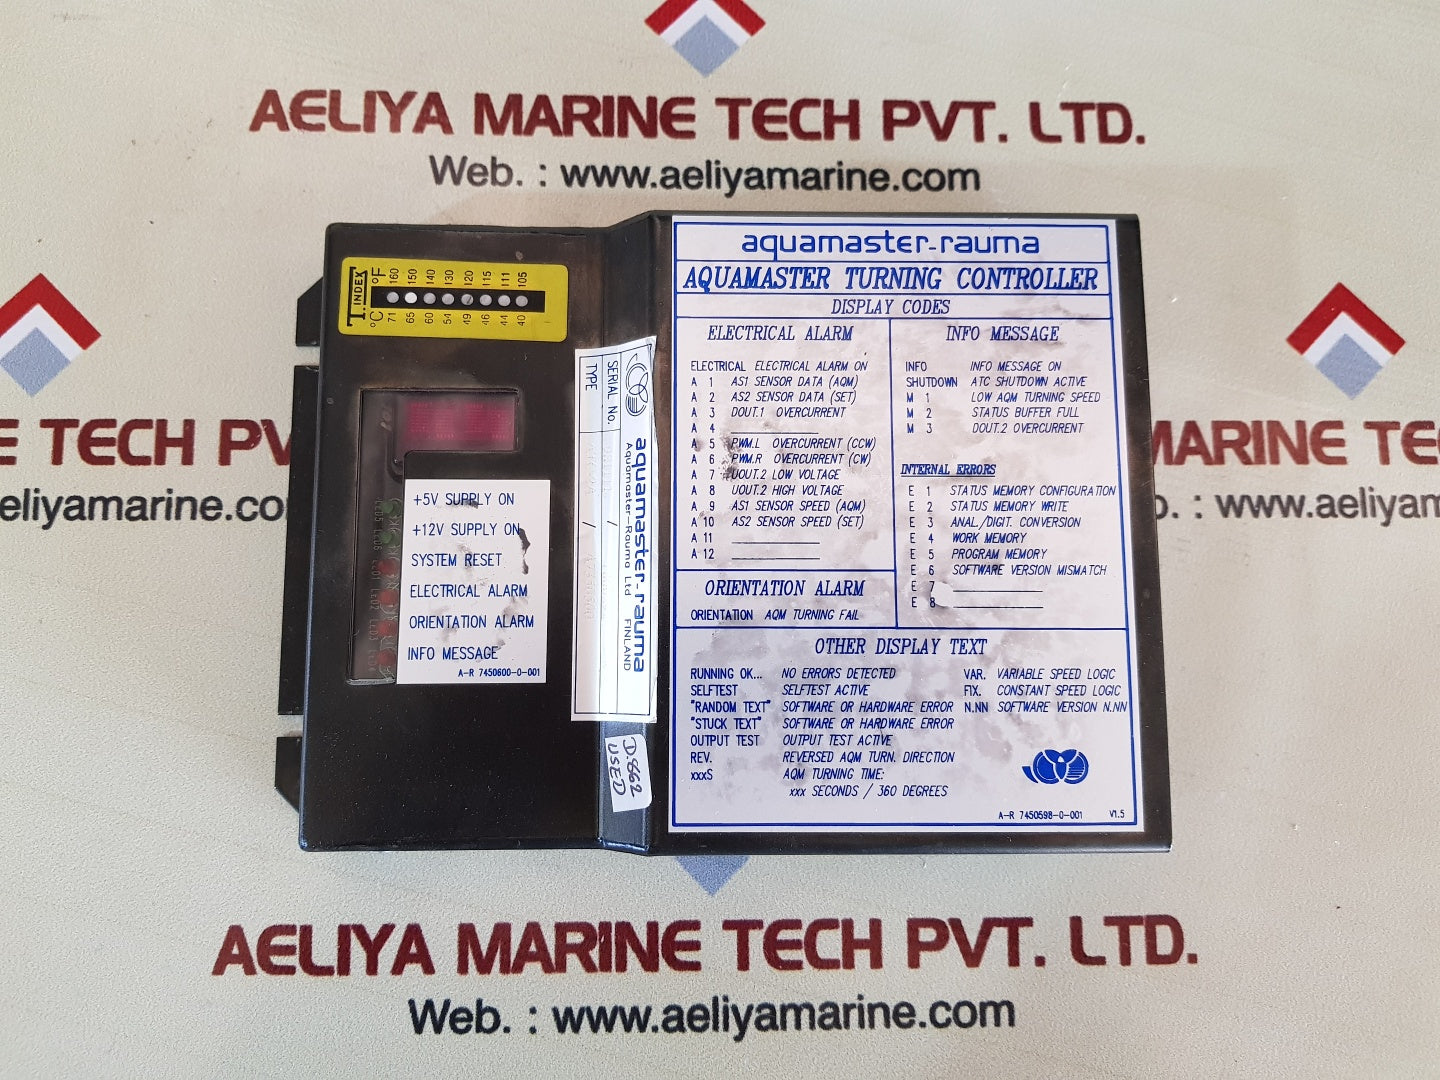 AELIYA MARINE TECH PVT. LTD.
Web. : www.aeliyamarine.com
T. INDEX
°C °F
71 160
65 150
60 140
54 130
49 120
46 115
44 111
40 105
+5V SUPPLY ON
+12V SUPPLY ON
SYSTEM RESET
ELECTRICAL ALARM
ORIENTATION ALARM
INFO MESSAGE
A-R 7450600-0-001
LED5 LED6 LED1 LED2 LED3
aquamaster-rauma
Aquamaster-Rauma Ltd FINLAND
SERIAL No. /
TYPE /
D.862
USED
aquamaster-rauma
AQUAMASTER TURNING CONTROLLER
DISPLAY CODES
ELECTRICAL ALARM
ELECTRICAL ELECTRICAL ALARM ON
A 1 AS1 SENSOR DATA (AQM)
A 2 AS2 SENSOR DATA (SET)
A 3 DOUT.1 OVERCURRENT
A 4
A 5 PWM.L OVERCURRENT (CCW)
A 6 PWM.R OVERCURRENT (CW)
A 7 UOUT.2 LOW VOLTAGE
A 8 UOUT.2 HIGH VOLTAGE
A 9 AS1 SENSOR SPEED (AQM)
A 10 AS2 SENSOR SPEED (SET)
A 11
A 12
INFO MESSAGE
INFO INFO MESSAGE ON
SHUTDOWN ATC SHUTDOWN ACTIVE
M 1 LOW AQM TURNING SPEED
M 2 STATUS BUFFER FULL
M 3 DOUT.2 OVERCURRENT
INTERNAL ERRORS
E 1 STATUS MEMORY CONFIGURATION
E 2 STATUS MEMORY WRITE
E 3 ANAL./DIGIT. CONVERSION
E 4 WORK MEMORY
E 5 PROGRAM MEMORY
E 6 SOFTWARE VERSION MISMATCH
E 7
E 8
ORIENTATION ALARM
ORIENTATION AQM TURNING FAIL
OTHER DISPLAY TEXT
RUNNING OK... NO ERRORS DETECTED
SELFTEST SELFTEST ACTIVE
"RANDOM TEXT" SOFTWARE OR HARDWARE ERROR
"STUCK TEXT" SOFTWARE OR HARDWARE ERROR
OUTPUT TEST OUTPUT TEST ACTIVE
REV. REVERSED AQM TURN. DIRECTION
xxxS AQM TURNING TIME:
xxx SECONDS / 360 DEGREES
VAR. VARIABLE SPEED LOGIC
FIX. CONSTANT SPEED LOGIC
N.NN SOFTWARE VERSION N.NN
A-R 7450598-0-001 V1.5
E TECH PV
eliyamarine.co
MARINE TEC
. : www.aeliyam
AELIYA MARINE TECH PVT. LTD.
Web. : www.aeliyamarine.com